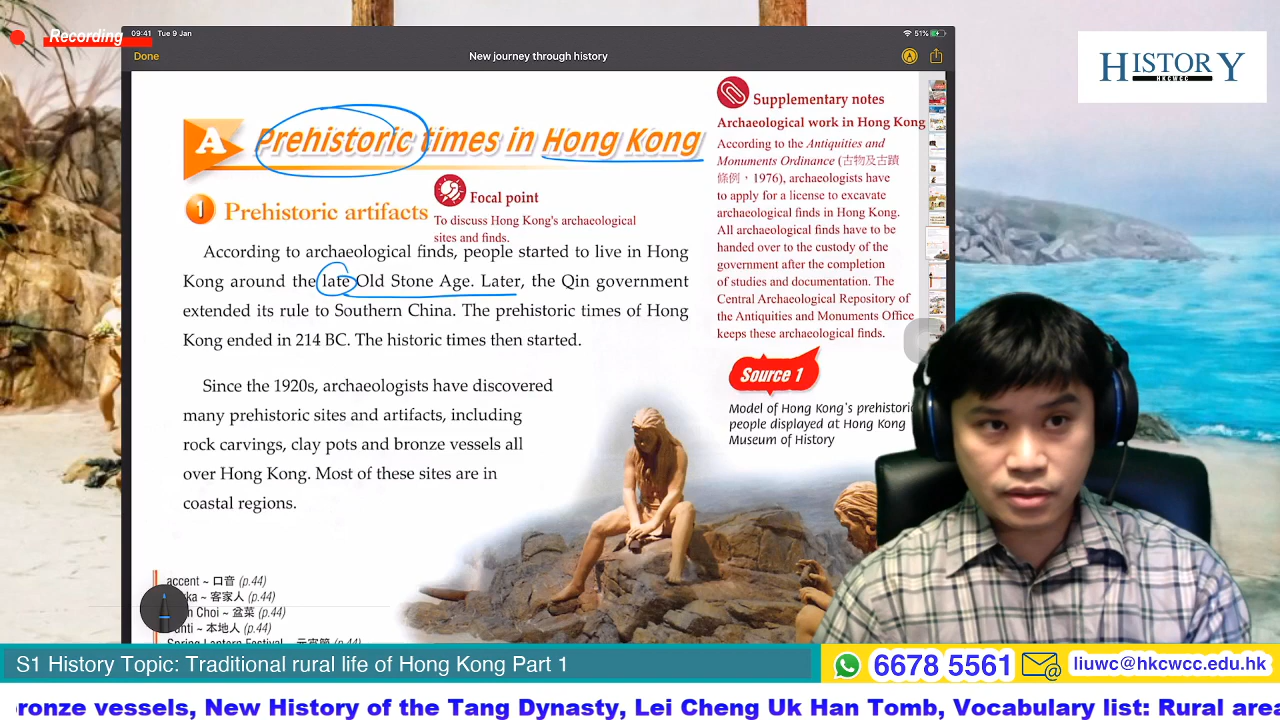 Recording
09:41 Tue 9 Jan
51%
Done
New journey through history
HISTORY
HKCWCC
A
Prehistoric times in Hong Kong
1 Prehistoric artifacts
Focal point
To discuss Hong Kong's archaeological
sites and finds.
According to archaeological finds, people started to live in Hong
Kong around the late Old Stone Age. Later, the Qin government
extended its rule to Southern China. The prehistoric times of Hong
Kong ended in 214 BC. The historic times then started.
Since the 1920s, archaeologists have discovered
many prehistoric sites and artifacts, including
rock carvings, clay pots and bronze vessels all
over Hong Kong. Most of these sites are in
coastal regions.
Supplementary notes
Archaeological work in Hong Kong
According to the Antiquities and
Monuments Ordinance (古物及古蹟
條例，1976), archaeologists have
to apply for a license to excavate
archaeological finds in Hong Kong.
All archaeological finds have to be
handed over to the custody of the
government after the completion
of studies and documentation. The
Central Archaeological Repository of
the Antiquities and Monuments Office
keeps these archaeological finds.
Source 1
Model of Hong Kong's prehistoric
people displayed at Hong Kong
Museum of History
accent ~ 口音 (p.44)
~ 客家人 (p.44)
Choi ~ 盆菜 (p.44)
~ 本地人 (p.44)
Spring Lantern Festival ~ 元宵節 (p.44)
S1 History Topic: Traditional rural life of Hong Kong Part 1
6678 5561
liuwc@hkcwcc.edu.hk
bronze vessels, New History of the Tang Dynasty, Lei Cheng Uk Han Tomb, Vocabulary list: Rural area